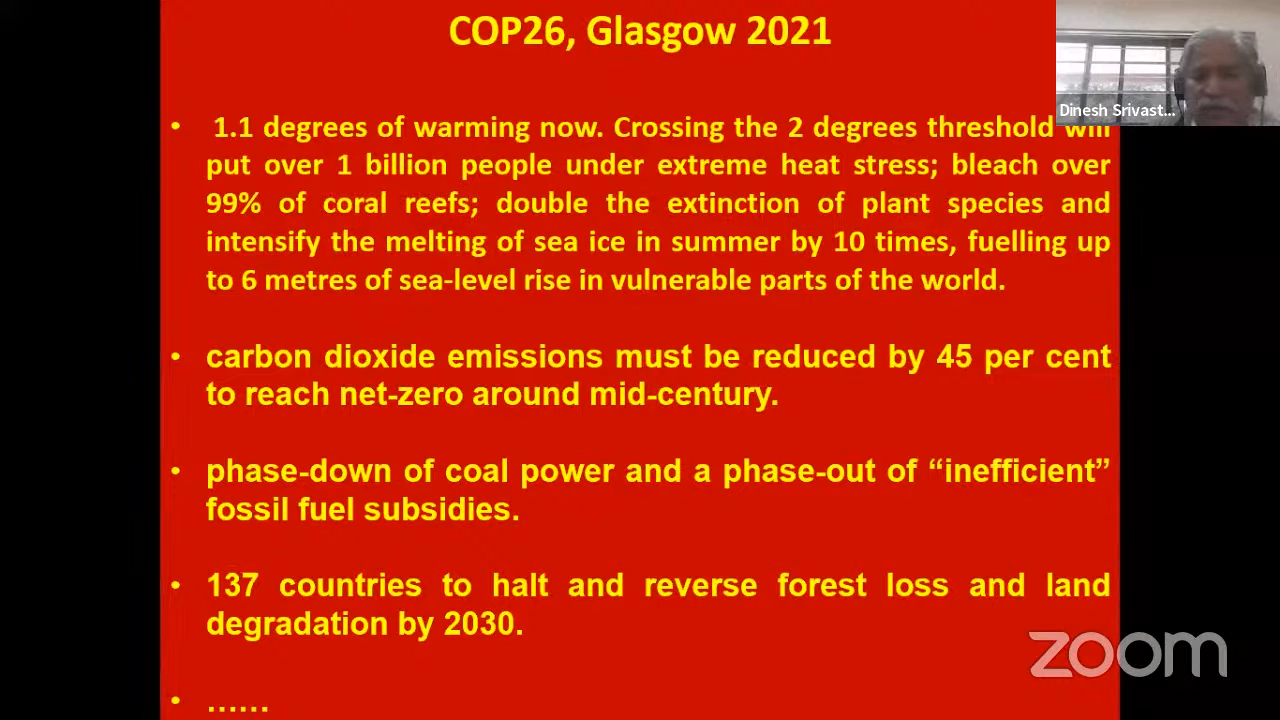 COP26, Glasgow 2021
Dinesh Srivast...
• 1.1 degrees of warming now. Crossing the 2 degrees threshold will
put over 1 billion people under extreme heat stress; bleach over
99% of coral reefs; double the extinction of plant species and
intensify the melting of sea ice in summer by 10 times, fuelling up
to 6 metres of sea-level rise in vulnerable parts of the world.
• carbon dioxide emissions must be reduced by 45 per cent
to reach net-zero around mid-century.
• phase-down of coal power and a phase-out of “inefficient”
fossil fuel subsidies.
• 137 countries to halt and reverse forest loss and land
degradation by 2030.
zoom
• ......